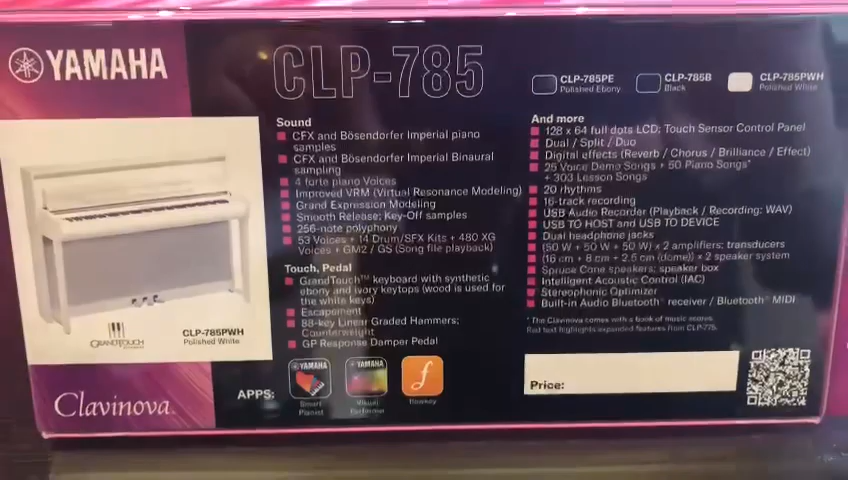 YAMAHA
CLP-785
CLP-785PE
Polished Ebony
CLP-785B
Black
CLP-785PWH
Polished White
Sound
CFX and Bösendorfer Imperial piano
samples
CFX and Bösendorfer Imperial Binaural
sampling
4 forte piano Voices
Improved VRM (Virtual Resonance Modeling)
Grand Expression Modeling
Smooth Release; Key-Off samples
256-note polyphony
53 Voices + 14 Drum/SFX Kits + 480 XG
Voices + GM2 / GS (Song file playback)
Touch, Pedal
GrandTouch™ keyboard with synthetic
ebony and ivory keytops (wood is used for
the white keys)
Escapement
88-key Linear Graded Hammers;
Counterweight
GP Response Damper Pedal
And more
128 x 64 full dots LCD; Touch Sensor Control Panel
Dual / Split / Duo
Digital effects (Reverb / Chorus / Brilliance / Effect)
25 Voice Demo Songs + 50 Piano Songs*
+ 303 Lesson Songs
20 rhythms
16-track recording
USB Audio Recorder (Playback / Recording: WAV)
USB TO HOST and USB TO DEVICE
Dual headphone jacks
(50 W + 50 W + 50 W) x 2 amplifiers; transducers
(16 cm + 8 cm + 2.5 cm (dome)) x 2 speaker system
Spruce Cone speakers; speaker box
Intelligent Acoustic Control (IAC)
Stereophonic Optimizer
Built-in Audio Bluetooth® receiver / Bluetooth® MIDI
* The Clavinova comes with a book of music scores.
Red text highlights expanded features from CLP-775.
GRANDTOUCH
CLP-785PWH
Polished White
Clavinova
APPS:
YAMAHA
Smart
Pianist
YAMAHA
Visual
Performer
flowkey
Price: